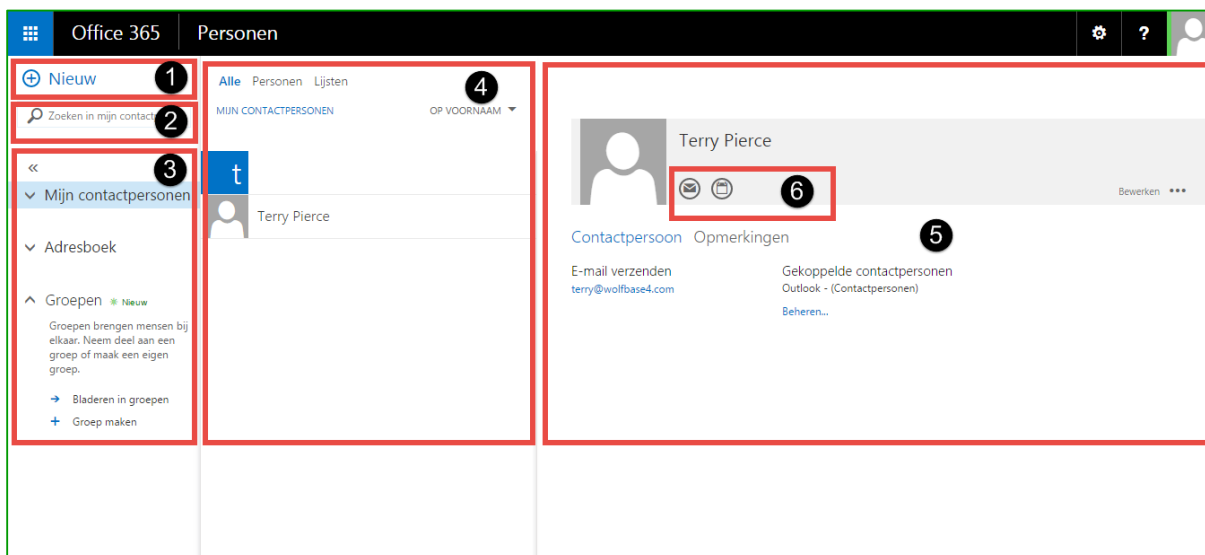 Office 365 Personen ?
Nieuw 1
Zoeken in mijn contact 2
3
«
Mijn contactpersonen
Adresboek
Groepen Nieuw
Groepen brengen mensen bij
elkaar. Neem deel aan een
groep of maak een eigen
groep.
Bladeren in groepen
Groep maken
Alle Personen Lijsten
4
MIJN CONTACTPERSONEN OP VOORNAAM
t
Terry Pierce
Terry Pierce
6
Bewerken •••
Contactpersoon Opmerkingen
5
E-mail verzenden
terry@wolfbase4.com
Gekoppelde contactpersonen
Outlook - (Contactpersonen)
Beheren...